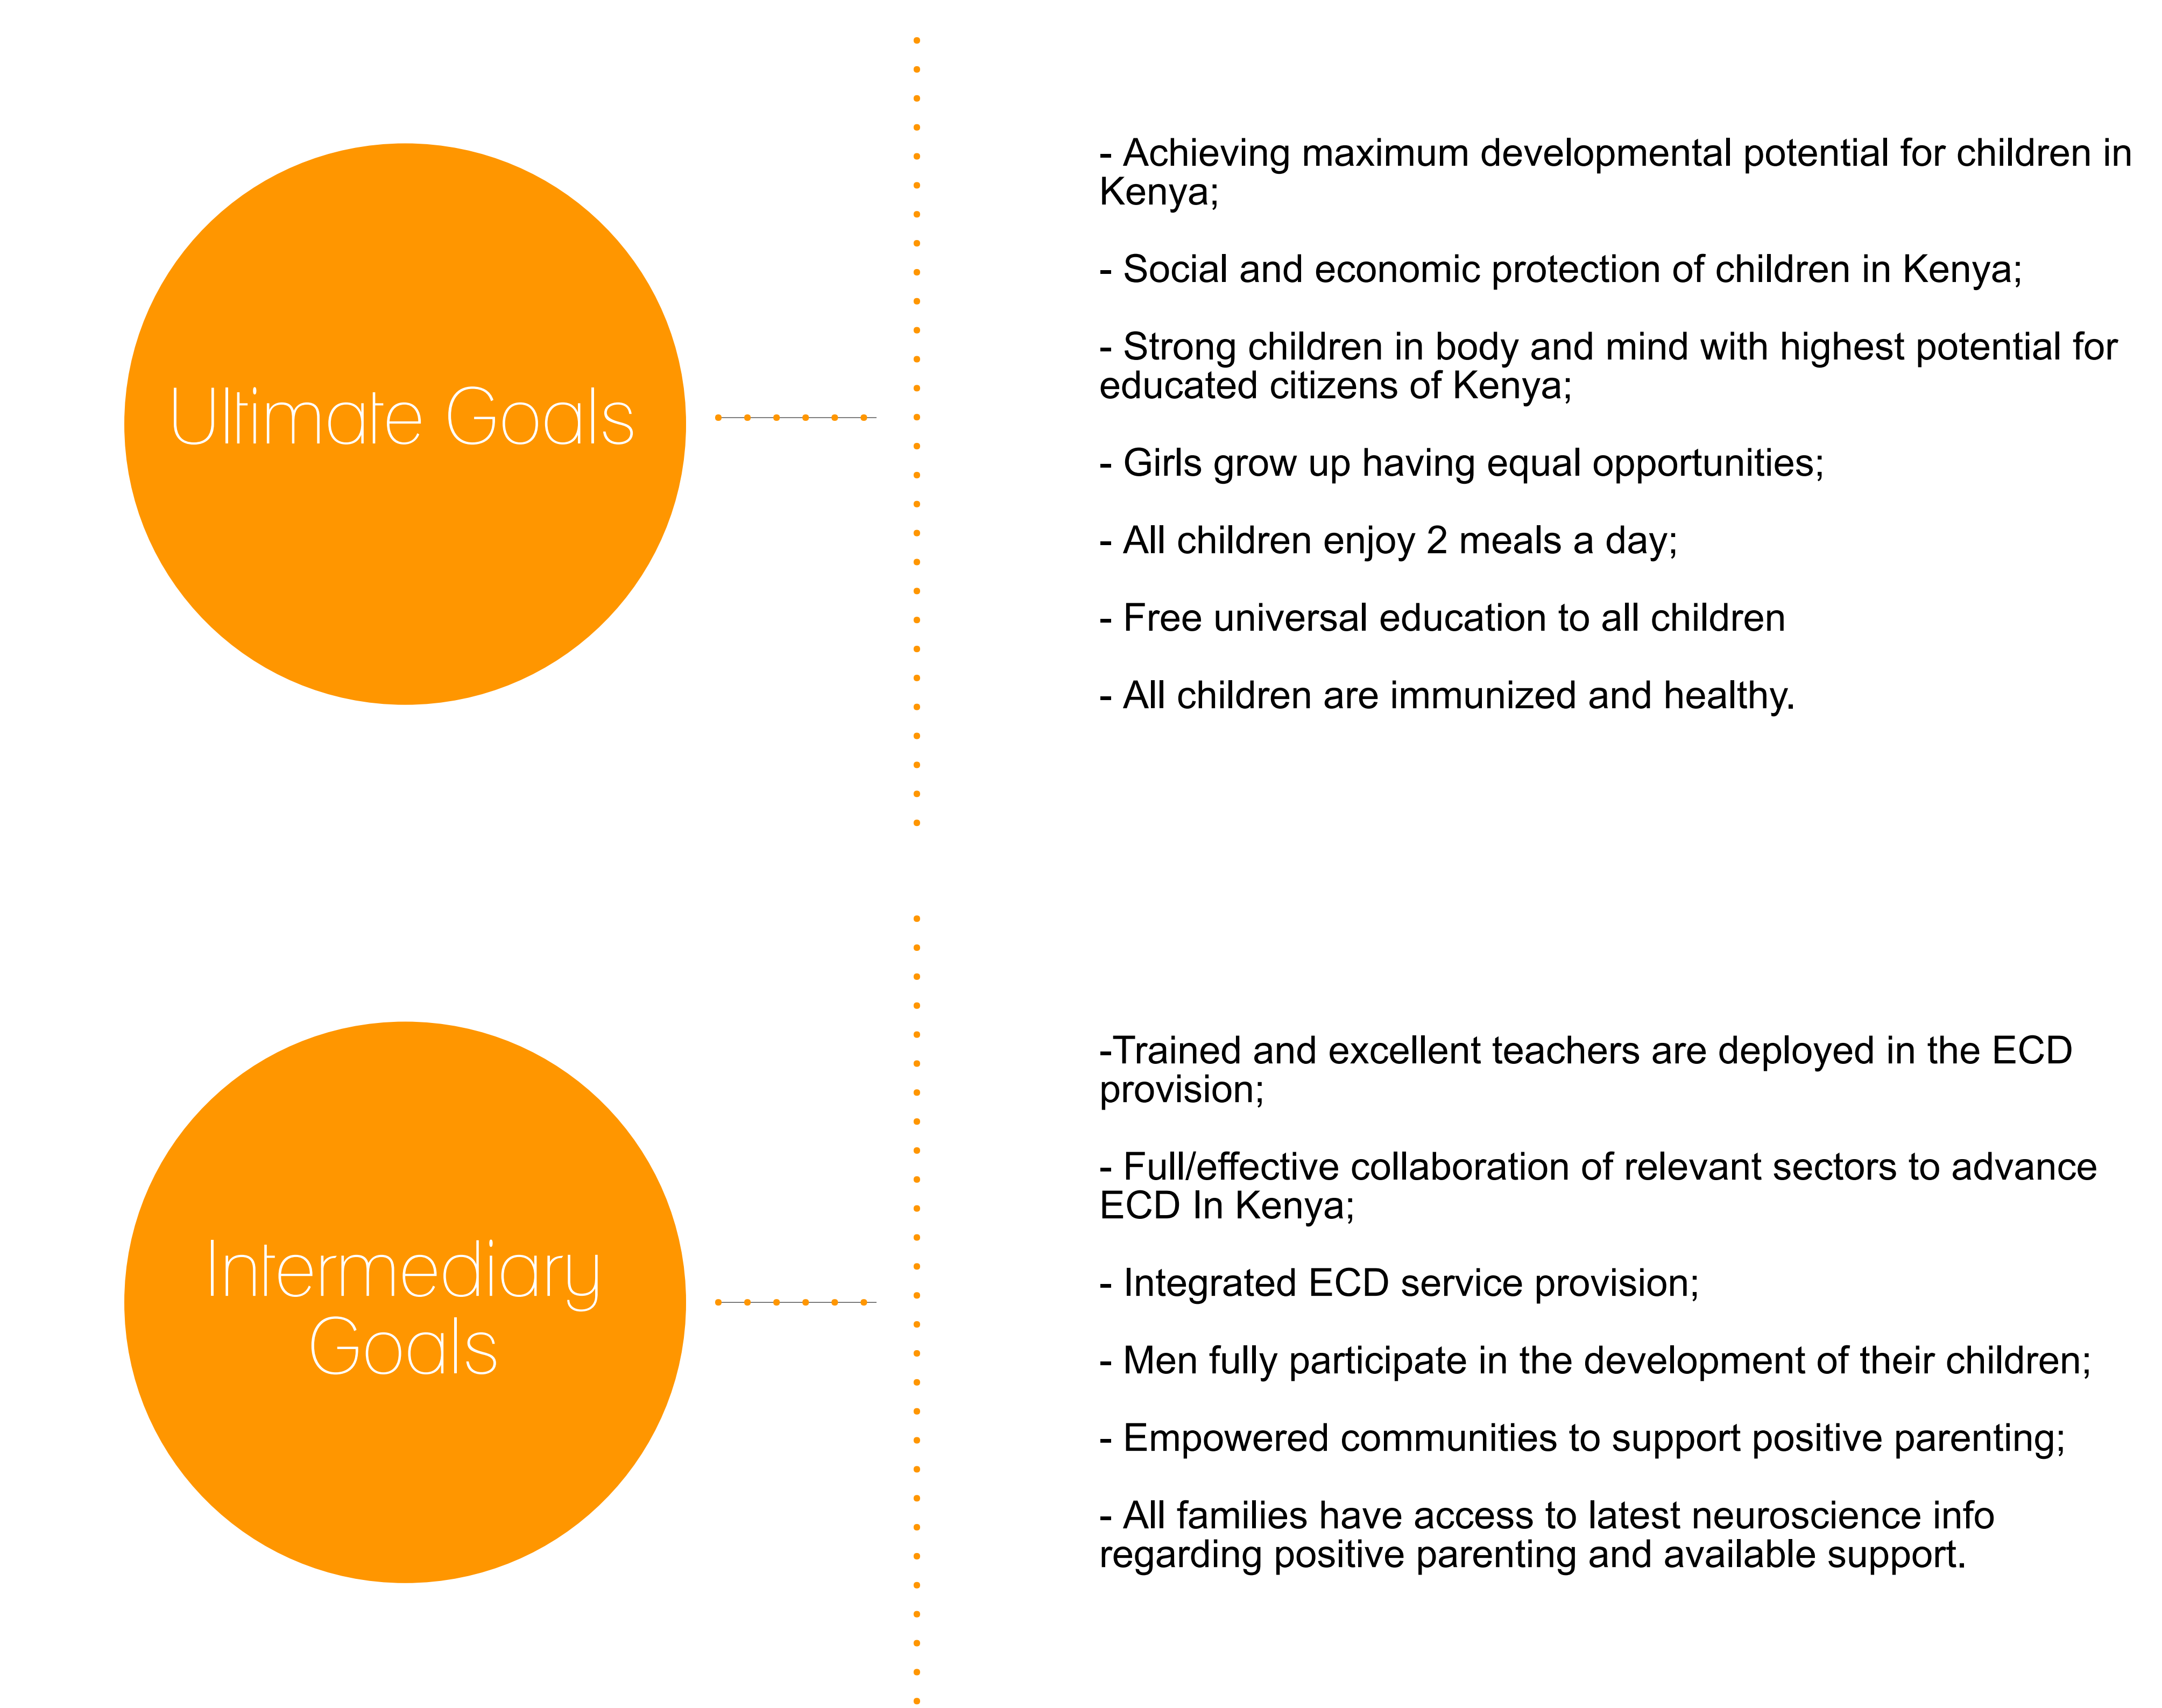 Ultimate Goals
- Achieving maximum developmental potential for children in
Kenya;
- Social and economic protection of children in Kenya;
- Strong children in body and mind with highest potential for
educated citizens of Kenya;
- Girls grow up having equal opportunities;
- All children enjoy 2 meals a day;
- Free universal education to all children
- All children are immunized and healthy.
Intermediary
Goals
-Trained and excellent teachers are deployed in the ECD
provision;
- Full/effective collaboration of relevant sectors to advance
ECD In Kenya;
- Integrated ECD service provision;
- Men fully participate in the development of their children;
- Empowered communities to support positive parenting;
- All families have access to latest neuroscience info
regarding positive parenting and available support.